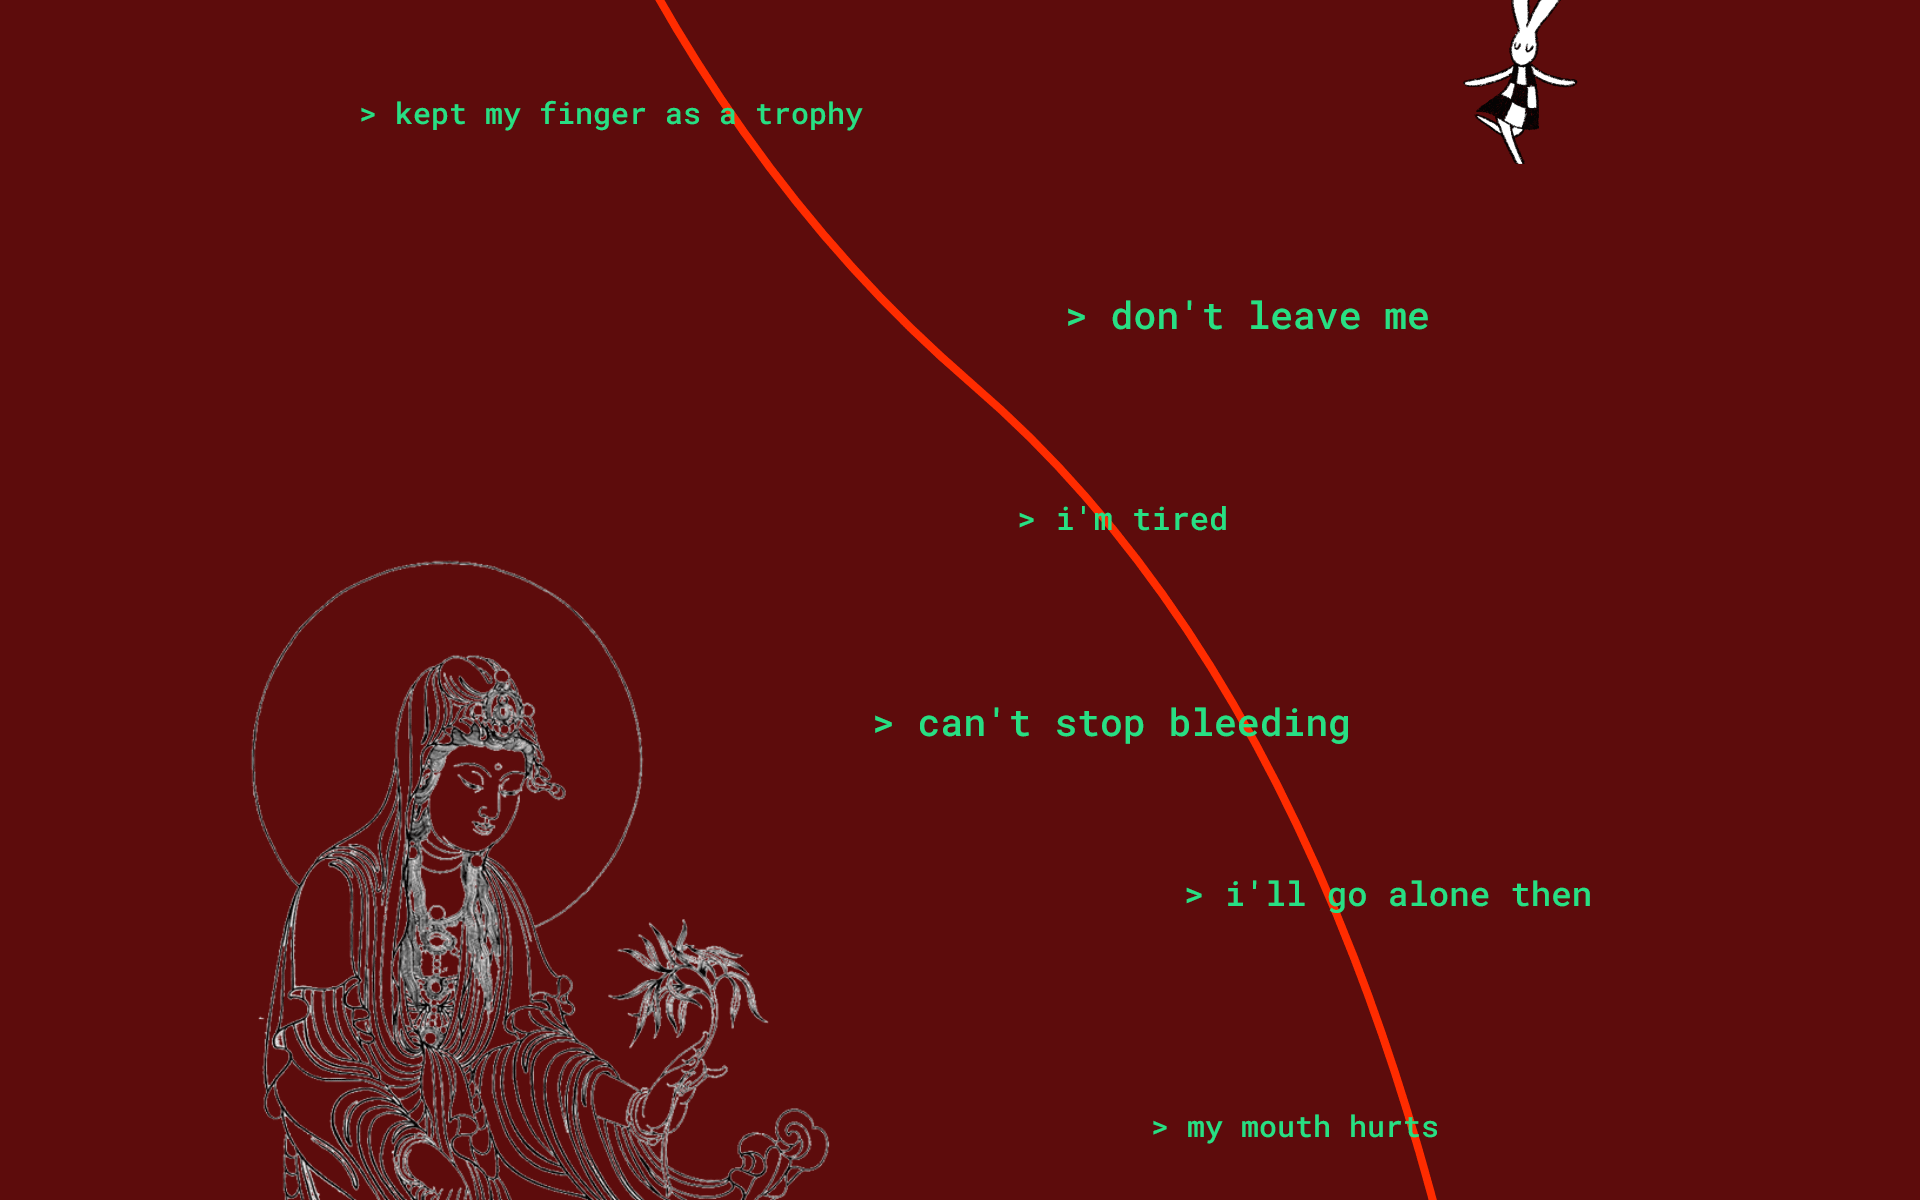 > kept my finger as a trophy
> don't leave me
> i'm tired
> can't stop bleeding
> i'll go alone then
> my mouth hurts